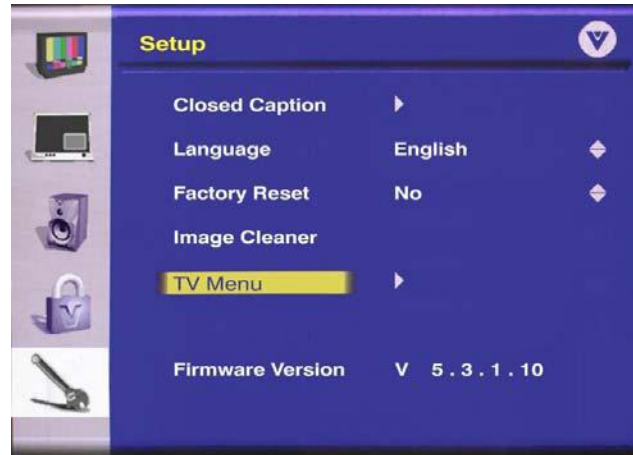 Setup
Closed Caption
Language English
Factory Reset No
Image Cleaner
TV Menu
Firmware Version V 5.3.1.10